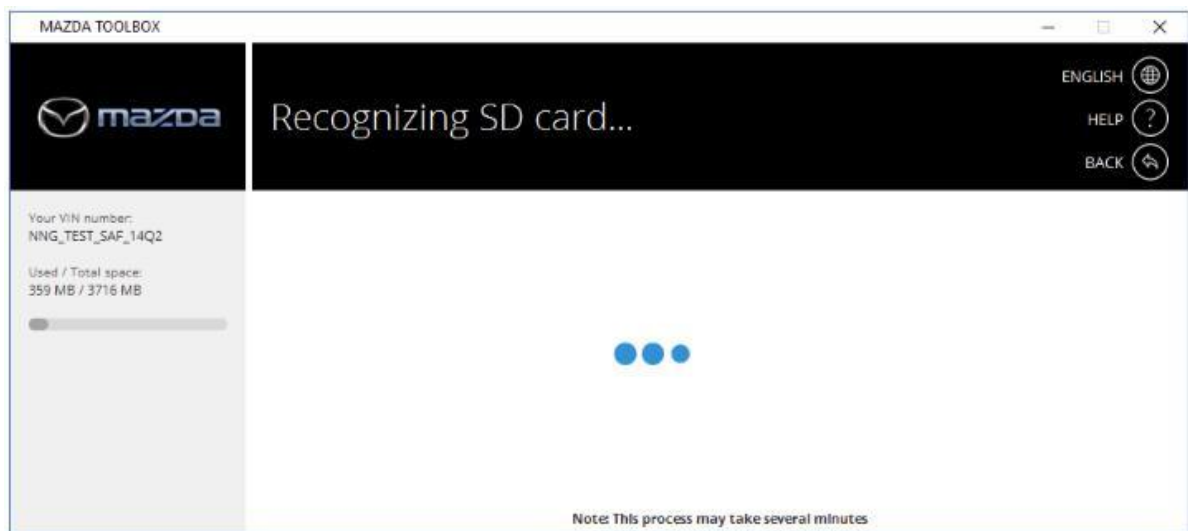 MAZDA TOOLBOX
mazda
Recognizing SD card...
ENGLISH
HELP
?
BACK
Your VIN number:
NNG_TEST_SAF_14Q2
Used / Total space:
359 MB / 3716 MB
Note: This process may take several minutes